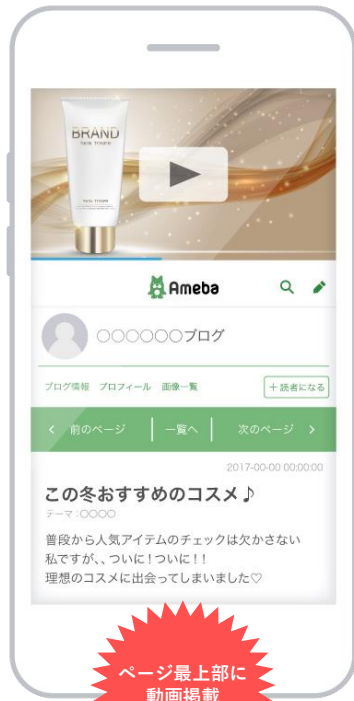 BRAND
SKIN TONER
Ameba
○○○○○○ブログ
ブログ情報 プロフィール 画像一覧 +読者になる
< 前のページ 一覧へ 次のページ >
2017-00-00 00:00:00
この冬おすすめのコスメ♪
テーマ:○○○○
普段から人気アイテムのチェックは欠かさない
私ですが、、ついに!ついに!!
理想のコスメに出会ってしまいました♡
ページ最上部に
動画掲載